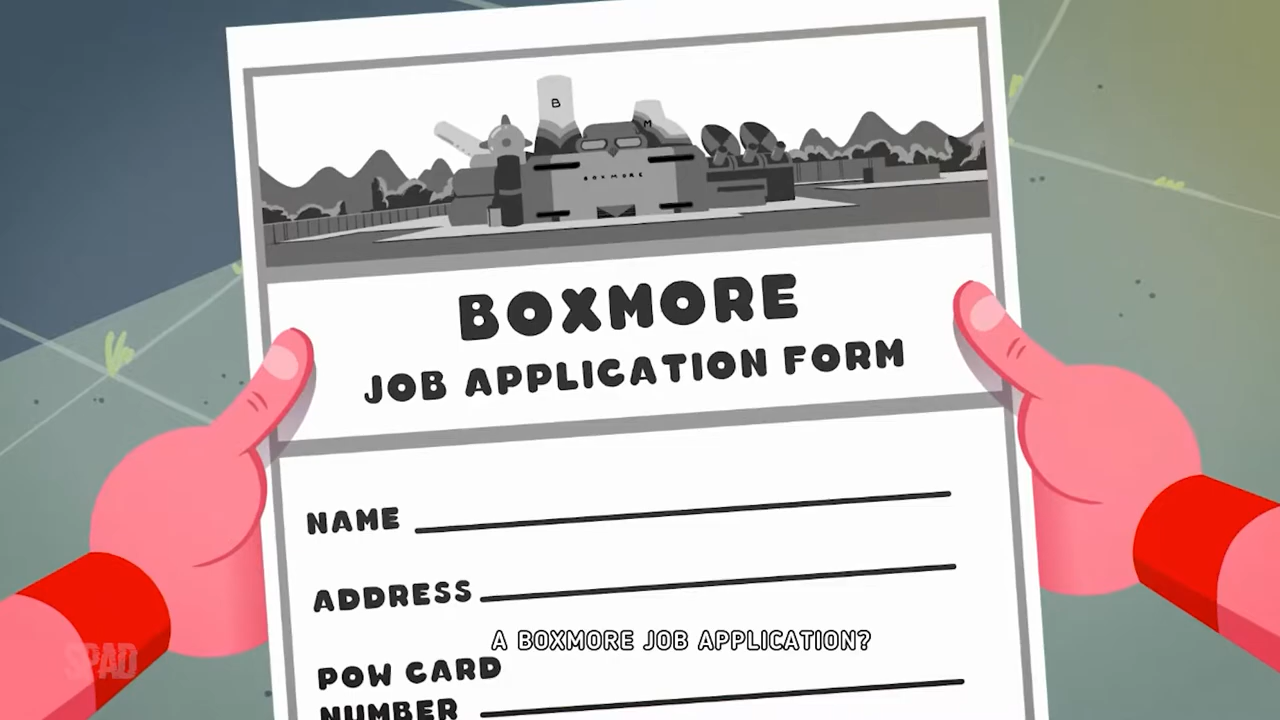 B
M
BOXMORE
BOXMORE
JOB APPLICATION FORM
NAME
ADDRESS
A BOXMORE JOB APPLICATION?
POW CARD
NUMBER
SPAD